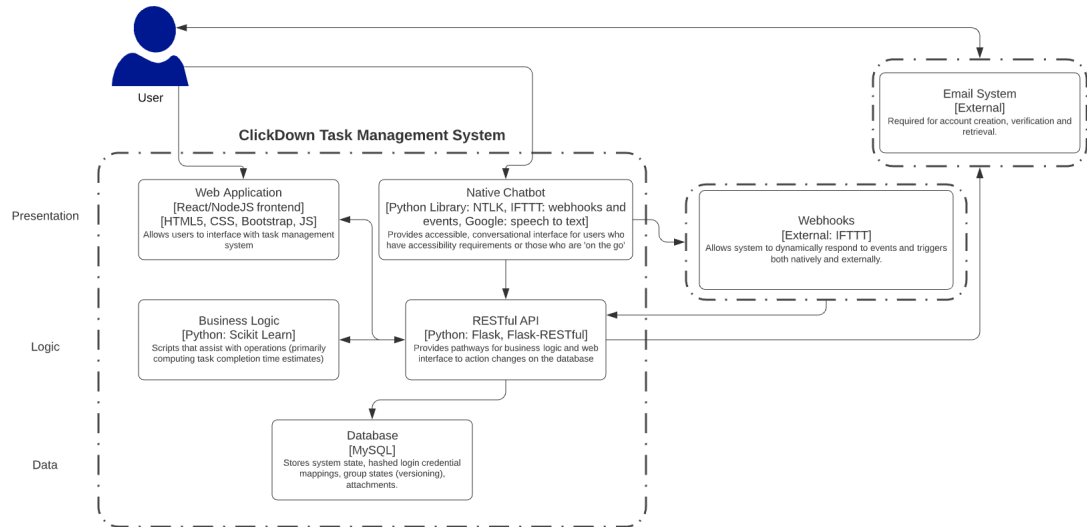 User
Email System
[External]
Required for account creation, verification and
retrieval.
ClickDown Task Management System
Presentation
Web Application
[React/NodeJS frontend]
[HTML5, CSS, Bootstrap, JS]
Allows users to interface with task management
system
Native Chatbot
[Python Library: NTLK, IFTTT: webhooks and
events, Google: speech to text]
Provides accessible, conversational interface for users who
have accessibility requirements or those who are 'on the go'
Webhooks
[External: IFTTT]
Allows system to dynamically respond to events and triggers
both natively and externally.
Logic
Business Logic
[Python: Scikit Learn]
Scripts that assist with operations (primarily
computing task completion time estimates)
RESTful API
[Python: Flask, Flask-RESTful]
Provides pathways for business logic and web
interface to action changes on the database
Data
Database
[MySQL]
Stores system state, hashed login credential
mappings, group states (versioning),
attachments.